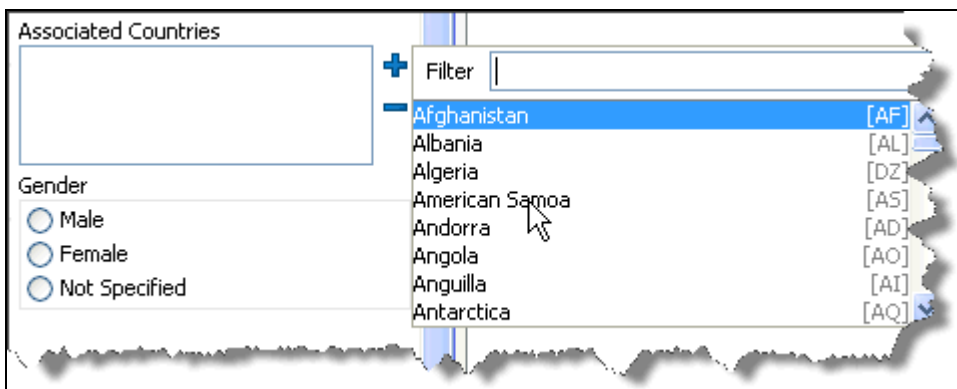 Associated Countries
Filter
Afghanistan [AF]
Albania [AL]
Algeria [DZ]
American Samoa [AS]
Andorra [AD]
Angola [AO]
Anguilla [AI]
Antarctica [AQ]
Gender
Male
Female
Not Specified